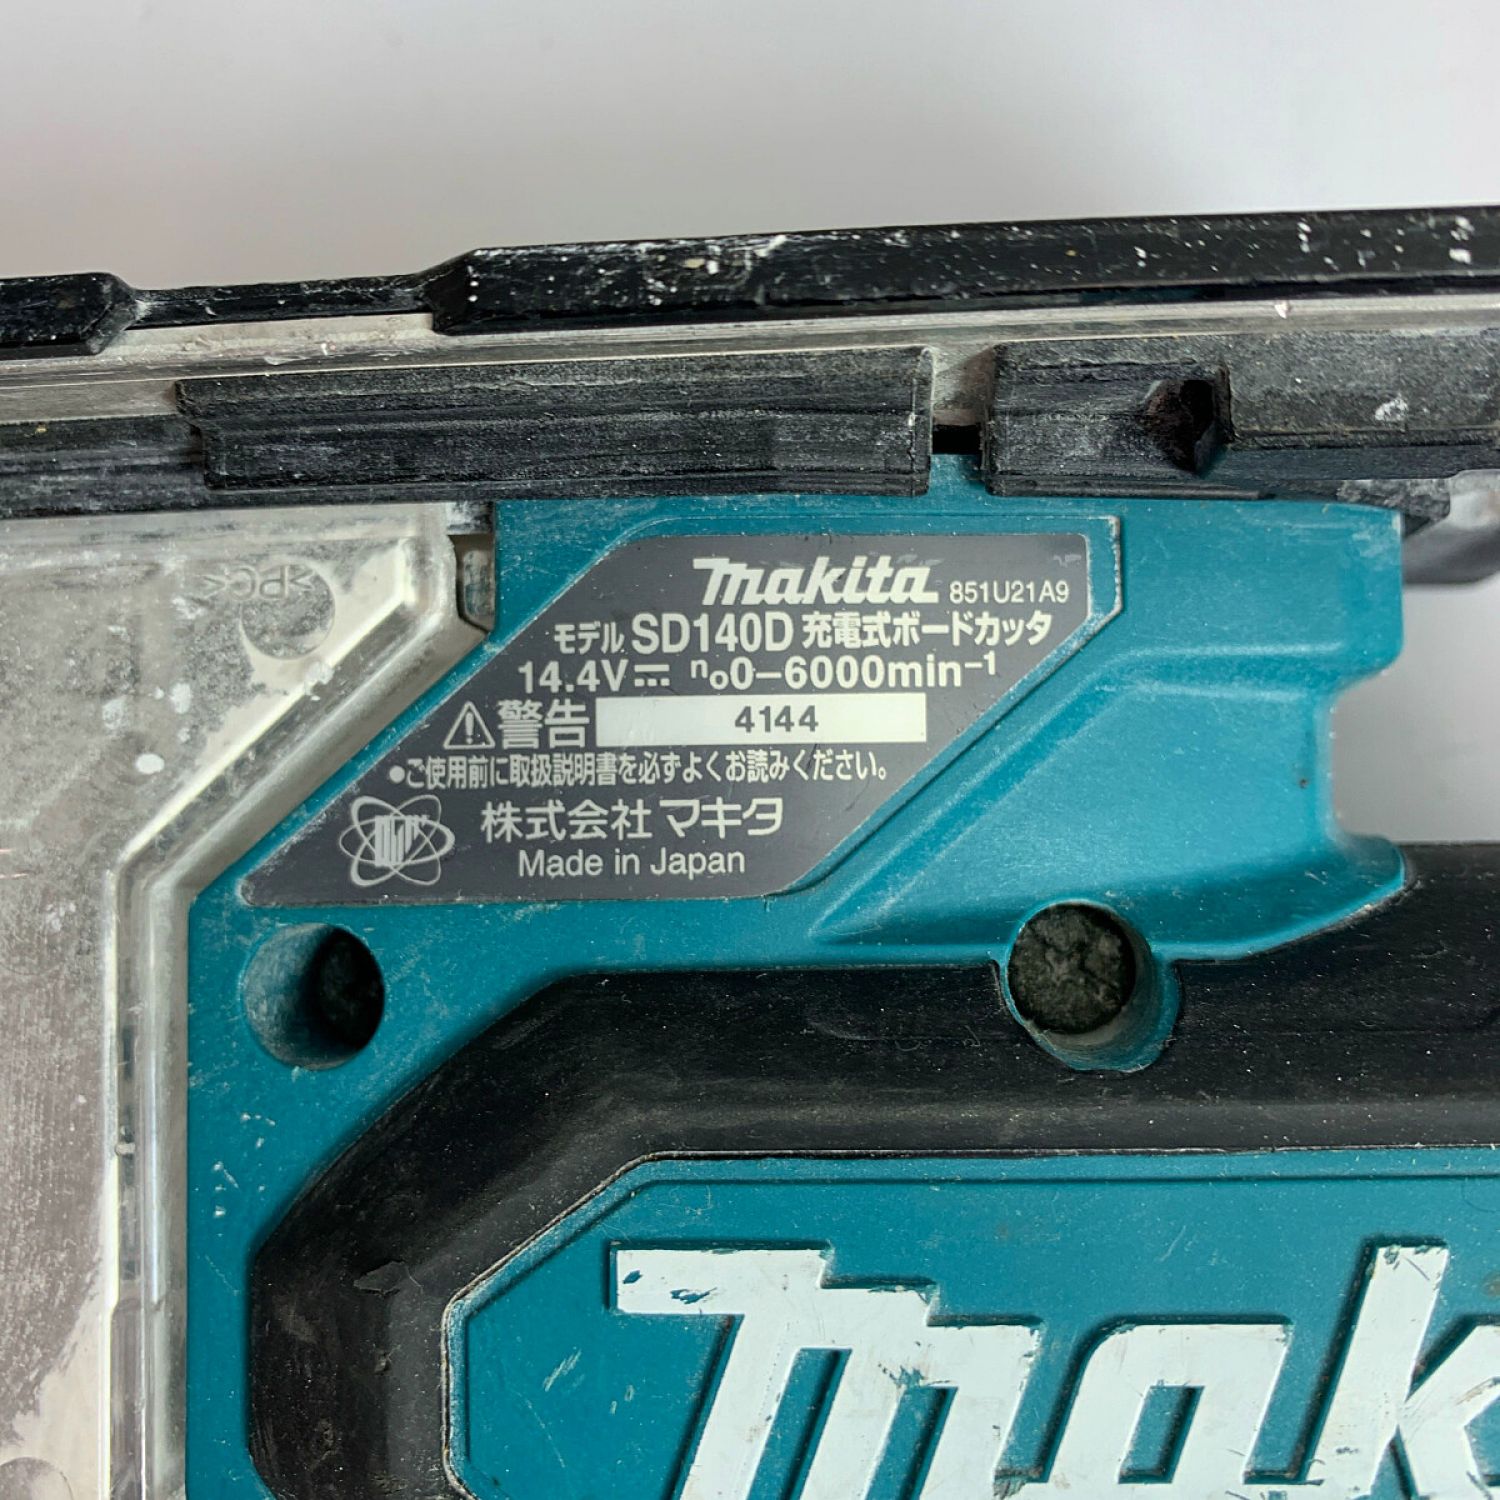 >PC<
makita 851U21A9
モデル SD140D 充電式ボードカッタ
14.4V⎓ n₀0-6000min⁻¹
⚠警告 4144
●ご使用前に取扱説明書を必ずよくお読みください。
株式会社マキタ
Made in Japan
mak